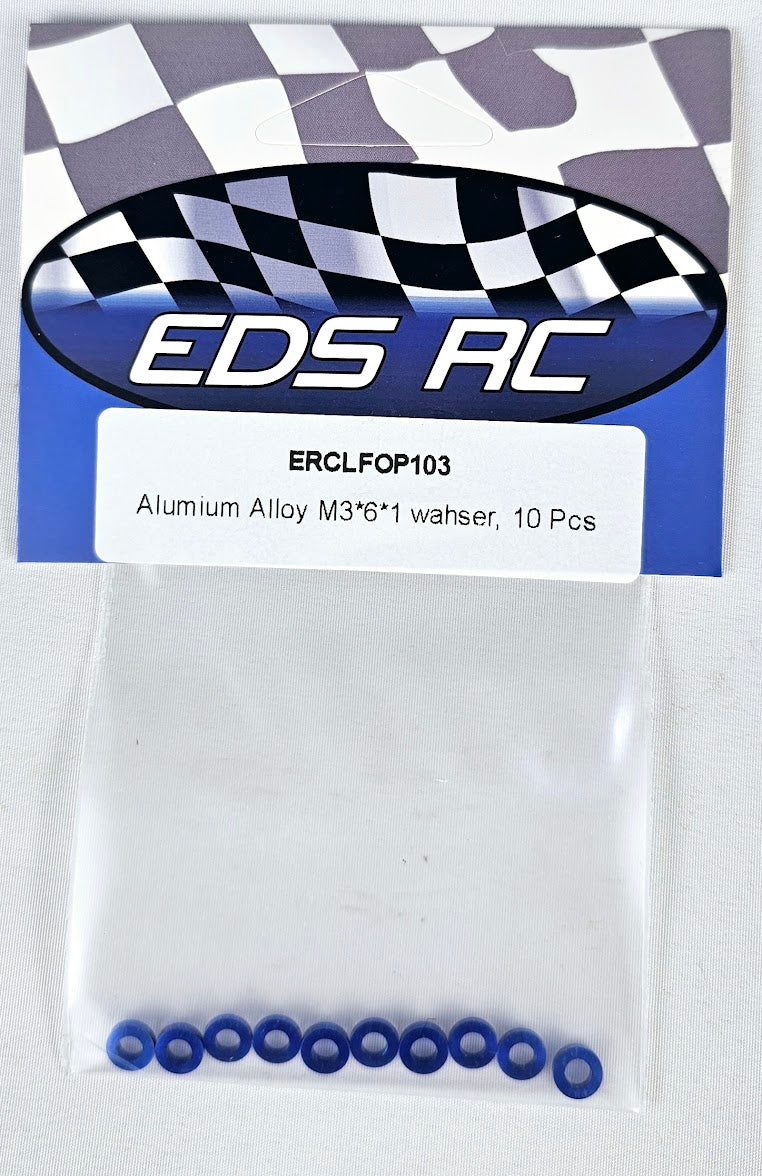 EDS RC
ERCLFOP103
Alumium Alloy M3*6*1 wahser, 10 Pcs